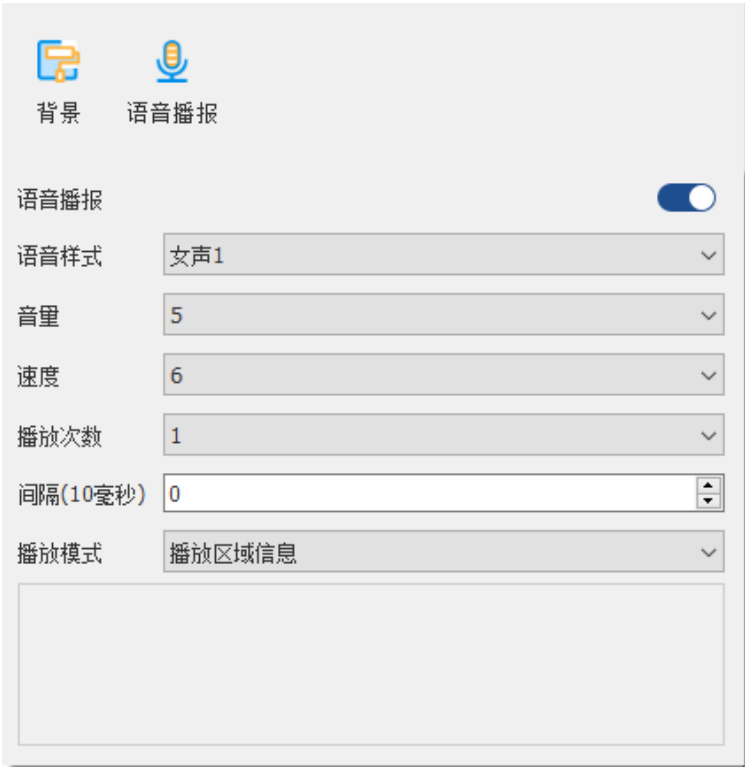 背景 语音播报
语音播报
语音样式 女声1
音量 5
速度 6
播放次数 1
间隔(10毫秒) 0
播放模式 播放区域信息